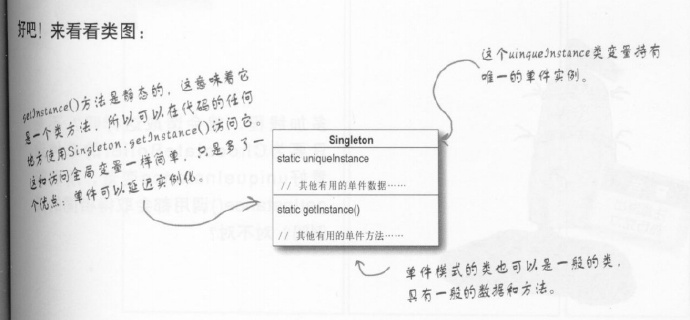 好吧！来看看类图：
getInstance()方法是静态的，这意味着它
是一个类方法，所以可以在代码的任何
地方使用Singleton.getInstance()访问它。
这和访问全局变量一样简单，只是多了一
个优点：单件可以延迟实例化。
这个uinqueInstance类变量持有
唯一的单件实例。
Singleton
static uniqueInstance
// 其他有用的单件数据……
static getInstance()
// 其他有用的单件方法……
单件模式的类也可以是一般的类，
具有一般的数据和方法。